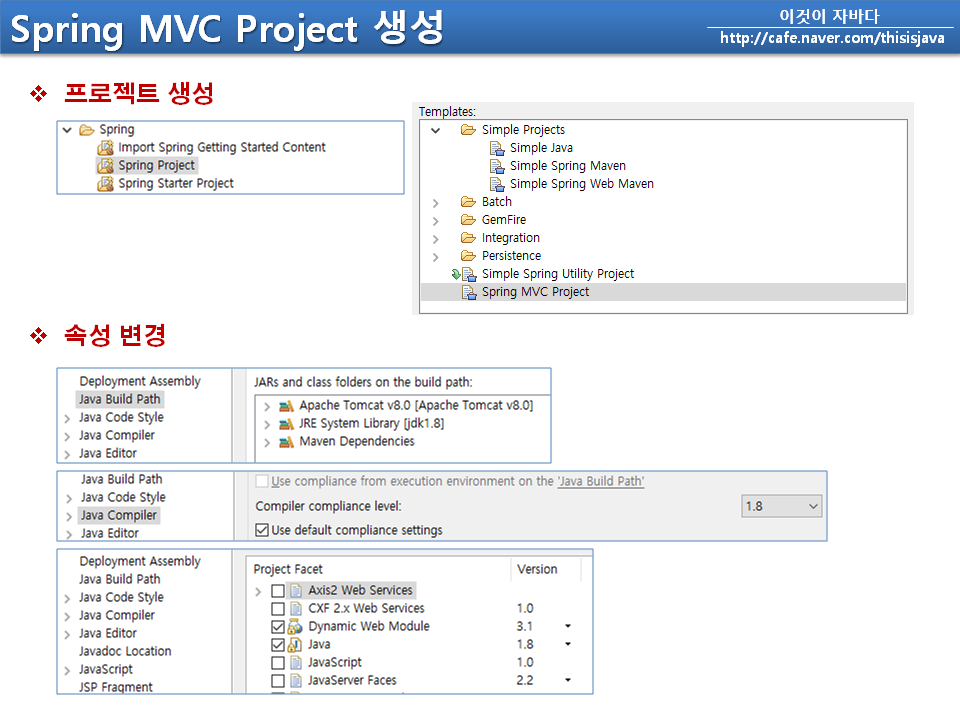 Spring MVC Project 생성
이것이 자바다
http://cafe.naver.com/thisisjava
프로젝트 생성
Spring
Import Spring Getting Started Content
Spring Project
Spring Starter Project
Templates:
Simple Projects
Simple Java
Simple Spring Maven
Simple Spring Web Maven
Batch
GemFire
Integration
Persistence
Simple Spring Utility Project
Spring MVC Project
속성 변경
Deployment Assembly
Java Build Path
Java Code Style
Java Compiler
Java Editor
JARs and class folders on the build path:
Apache Tomcat v8.0 [Apache Tomcat v8.0]
JRE System Library [jdk1.8]
Maven Dependencies
Java Build Path
Java Code Style
Java Compiler
Java Editor
Use compliance from execution environment on the 'Java Build Path'
Compiler compliance level:
1.8
Use default compliance settings
Deployment Assembly
Java Build Path
Java Code Style
Java Compiler
Java Editor
Javadoc Location
JavaScript
JSP Fragment
Project Facet Version
Axis2 Web Services
CXF 2.x Web Services 1.0
Dynamic Web Module 3.1
Java 1.8
JavaScript 1.0
JavaServer Faces 2.2